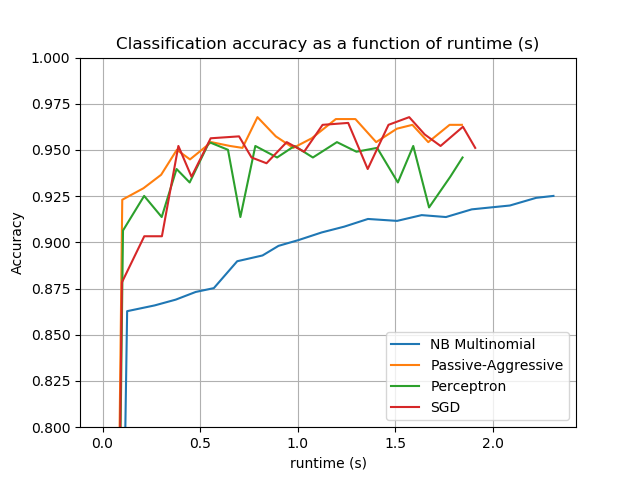 Classification accuracy as a function of runtime (s)
1.000
0.975
0.950
0.925
0.900
0.875
0.850
0.825
0.800
Accuracy
NB Multinomial
Passive-Aggressive
Perceptron
SGD
0.0 0.5 1.0 1.5 2.0
runtime (s)